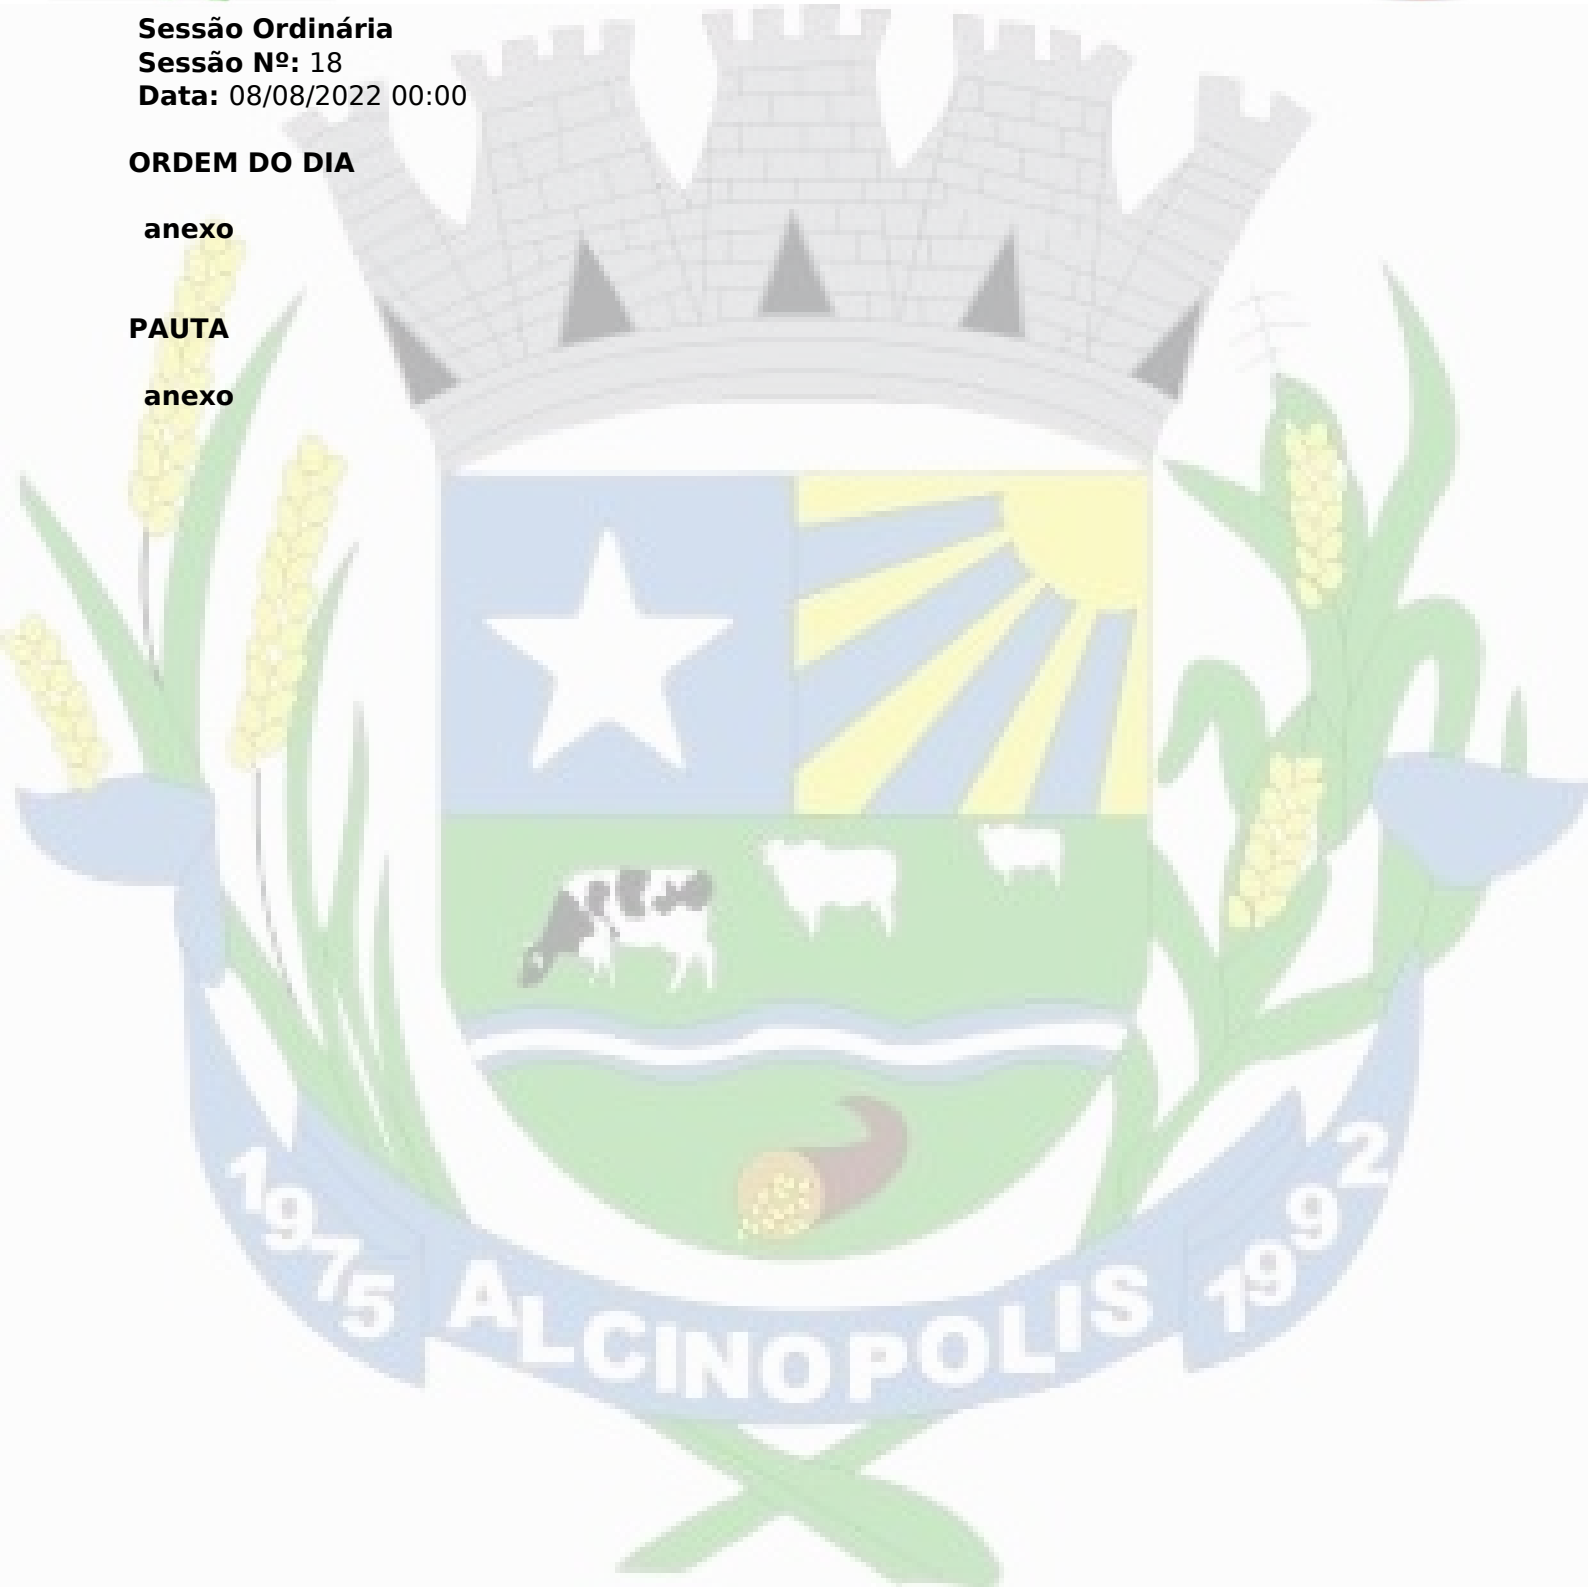 Sessão Ordinária
Sessão Nº: 18
Data: 08/08/2022 00:00
ORDEM DO DIA
anexo
PAUTA
anexo
1975 ALCINOPOLIS 1992